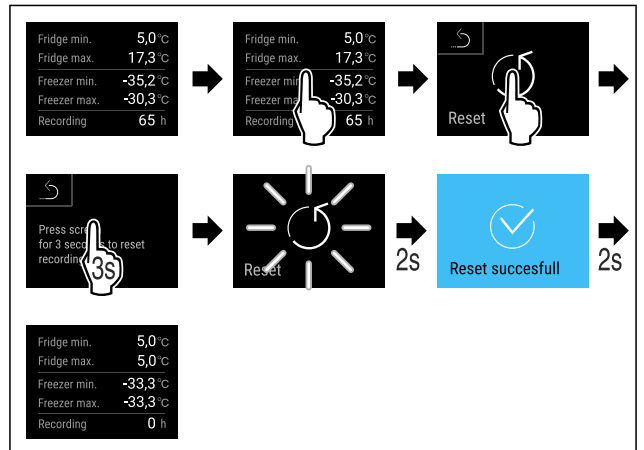 Fridge min. 5,0°C
Fridge max. 17,3°C
Freezer min. -35,2°C
Freezer max. -30,3°C
Recording 65 h
Fridge min. 5,0°C
Fridge max. 17,3°C
Freezer -35,2°C
Freezer -30,3°C
Recording 65 h
Reset
Press
for 3 to reset
3s
Reset
2s
Reset succesfull
2s
Fridge min. 5,0°C
Fridge max. 5,0°C
Freezer min. -33,3°C
Freezer max. -33,3°C
Recording 0 h